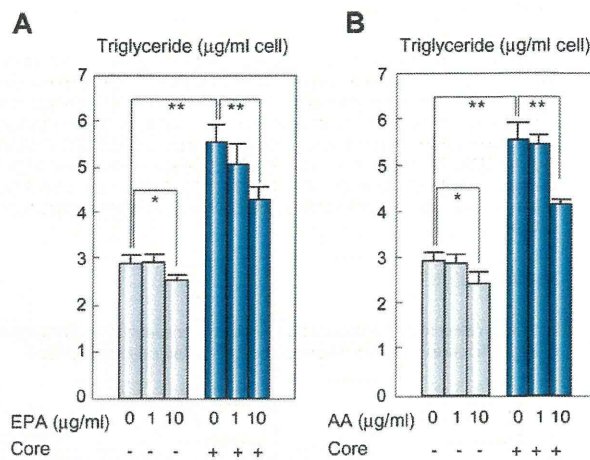 A
Triglyceride (μg/ml cell)
7
6
5
4
3
2
1
0
**
**
*
EPA (μg/ml) 0 1 10 0 1 10
Core - - - + + +
B
Triglyceride (μg/ml cell)
7
6
5
4
3
2
1
0
**
**
*
AA (μg/ml) 0 1 10 0 1 10
Core - - - + + +